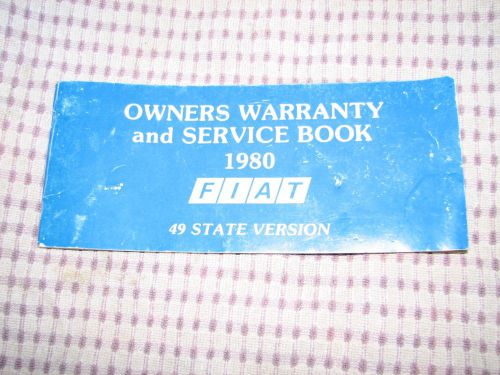 OWNERS WARRANTY
and SERVICE BOOK
1980
FIAT
49 STATE VERSION